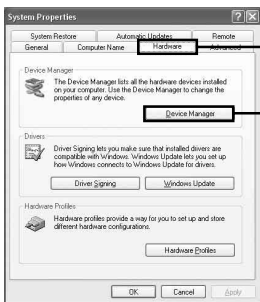 System Properties
System Restore
Automatic Updates
Remote
General
Computer Name
Hardware
Advanced
Device Manager
The Device Manager lists all the hardware devices installed
on your computer. Use the Device Manager to change the
properties of any device.
Device Manager
Drivers
Driver Signing lets you make sure that installed drivers are
compatible with Windows. Windows Update lets you set up
how Windows connects to Windows Update for drivers.
Driver Signing
Windows Update
Hardware Profiles
Hardware profiles provide a way for you to set up and store
different hardware configurations.
Hardware Profiles
OK
Cancel
Apply